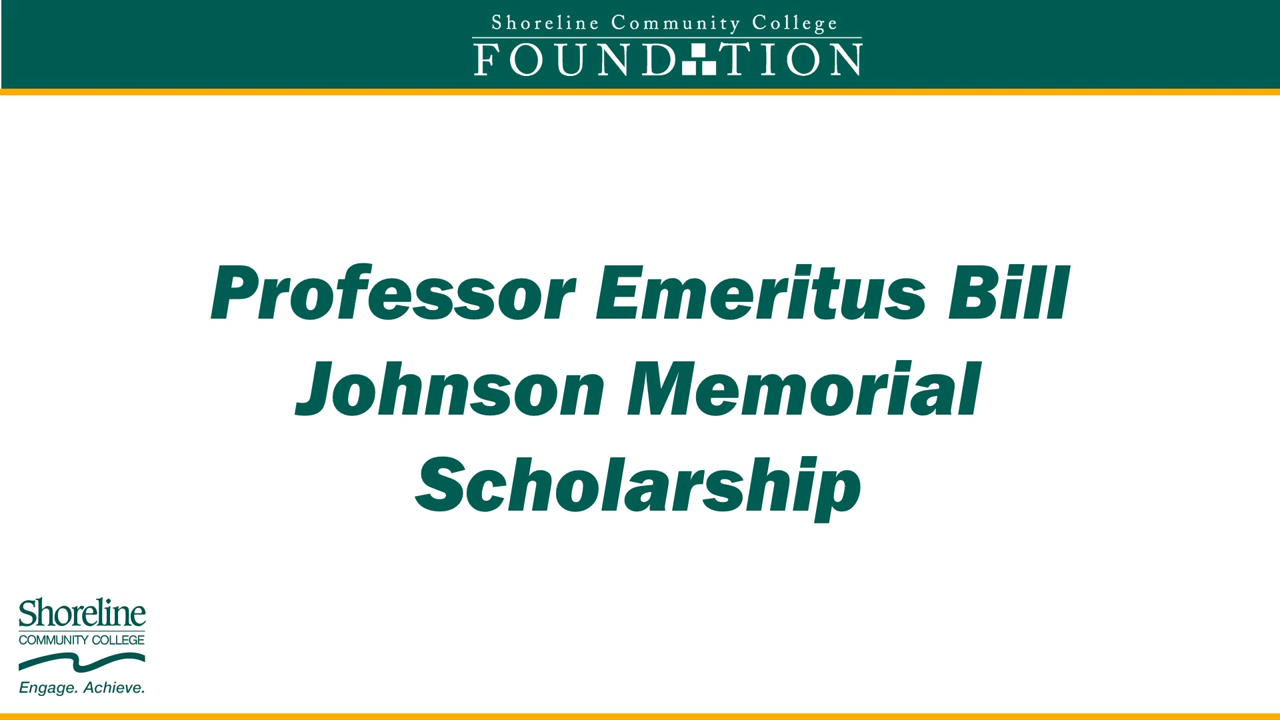 Shoreline Community College
FOUNDATION
Professor Emeritus Bill
Johnson Memorial
Scholarship
Shoreline
COMMUNITY COLLEGE
Engage. Achieve.